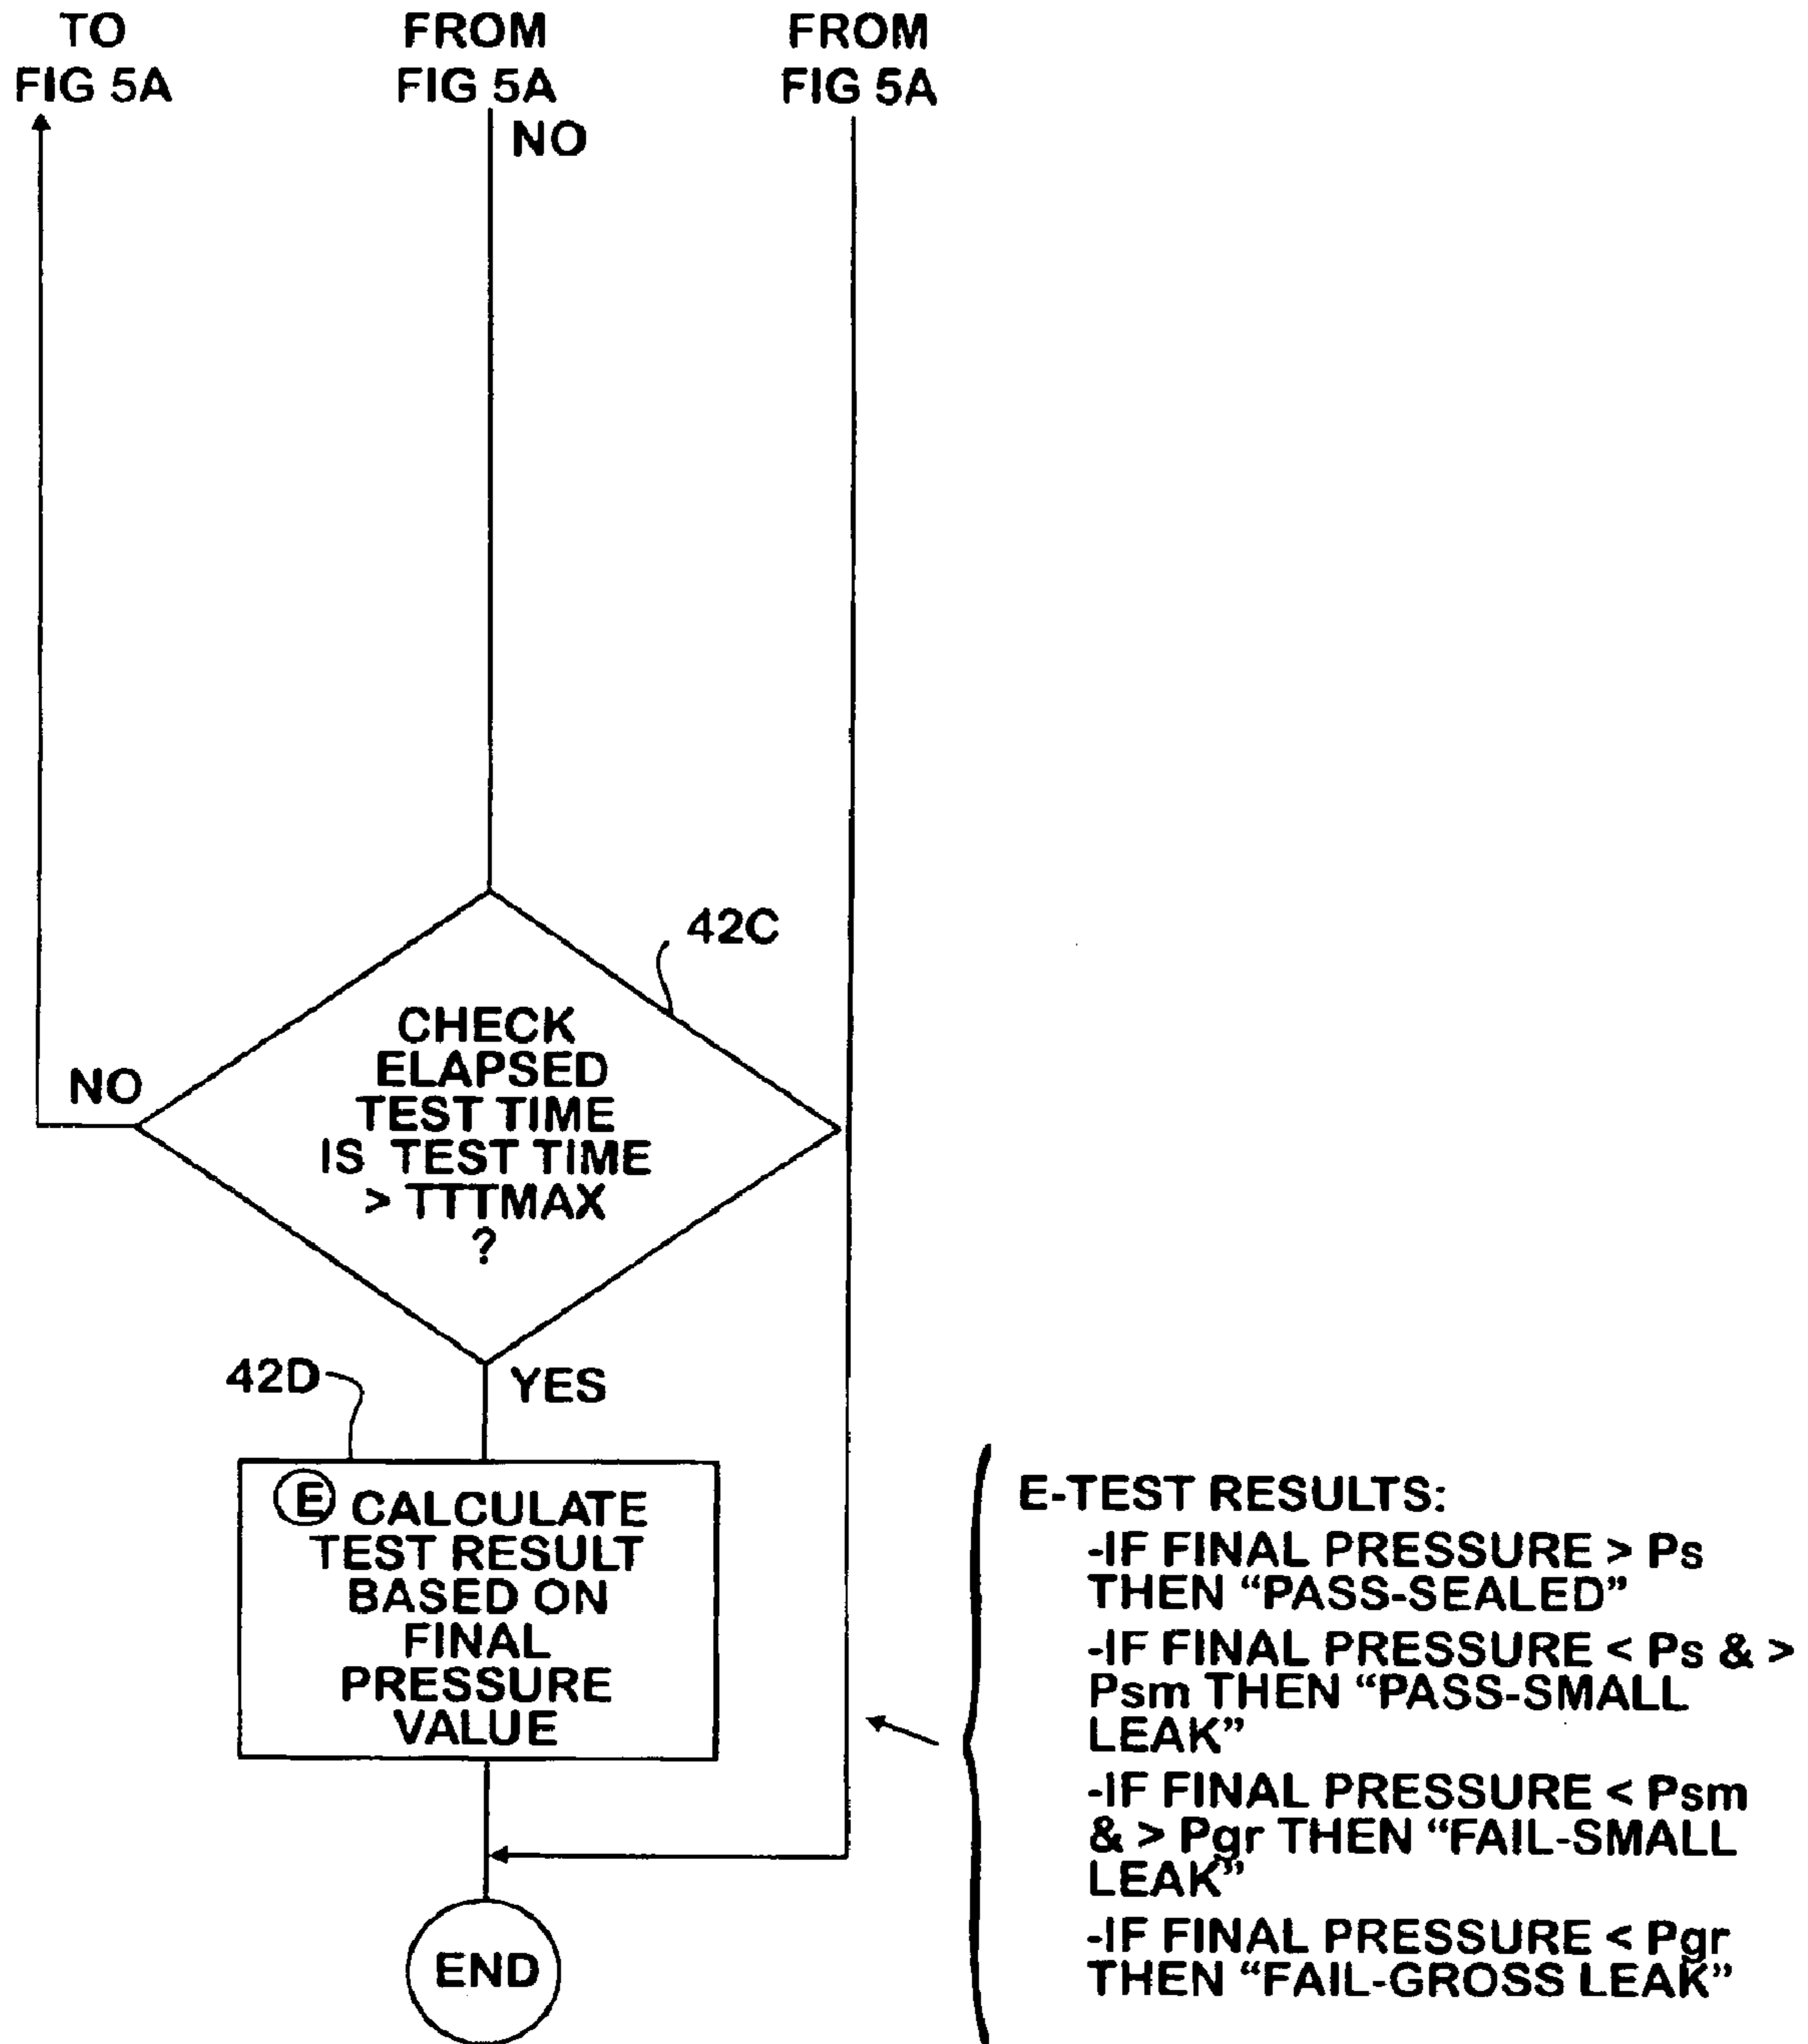 TO
FIG 5A
FROM
FIG 5A
FROM
FIG 5A
NO
42C
CHECK
ELAPSED
TEST TIME
IS TEST TIME
> TTTMAX
?
NO
42D
YES
E CALCULATE
TEST RESULT
BASED ON
FINAL
PRESSURE
VALUE
E-TEST RESULTS:
-IF FINAL PRESSURE > Ps
THEN “PASS-SEALED”
-IF FINAL PRESSURE < Ps & >
Psm THEN “PASS-SMALL
LEAK”
-IF FINAL PRESSURE < Psm
& > Pgr THEN “FAIL-SMALL
LEAK”
-IF FINAL PRESSURE < Pgr
THEN “FAIL-GROSS LEAK”
END